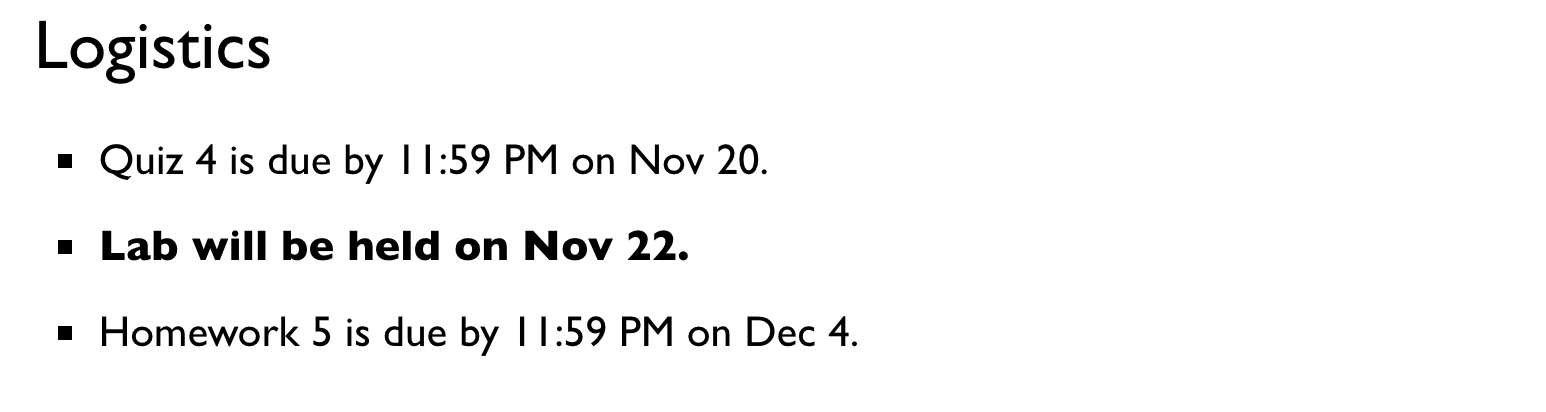 Logistics
▪ Quiz 4 is due by 11:59 PM on Nov 20.
▪ Lab will be held on Nov 22.
▪ Homework 5 is due by 11:59 PM on Dec 4.